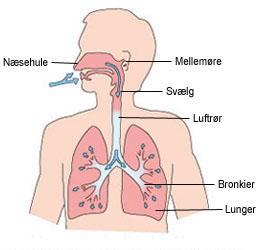 Næsehule
Mellemøre
Svælg
Luftrør
Bronkier
Lunger